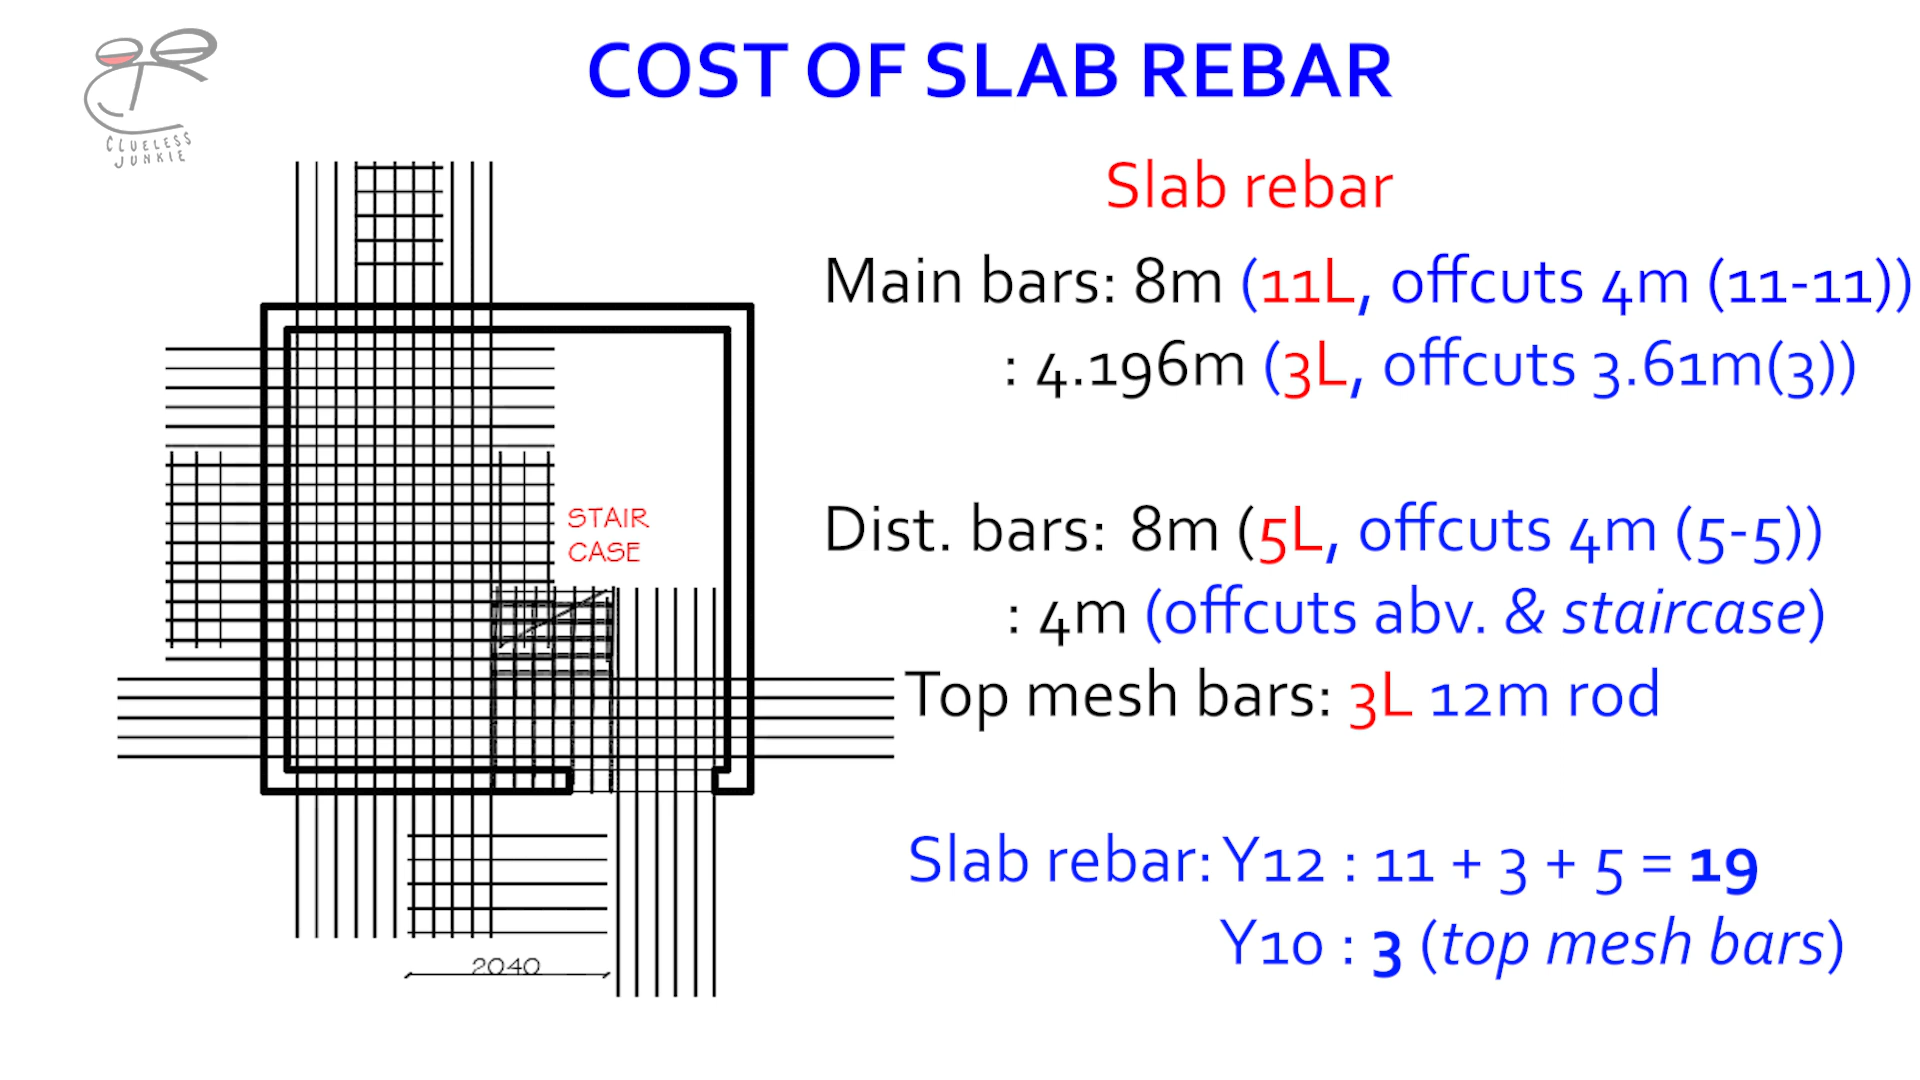 CLUELESS
JUNKIE
COST OF SLAB REBAR
Slab rebar
Main bars: 8m (11L, offcuts 4m (11-11))
: 4.196m (3L, offcuts 3.61m(3))
Dist. bars: 8m (5L, offcuts 4m (5-5))
: 4m (offcuts abv. & staircase)
Top mesh bars: 3L 12m rod
Slab rebar: Y12 : 11 + 3 + 5 = 19
Y10 : 3 (top mesh bars)
STAIR
CASE
2040